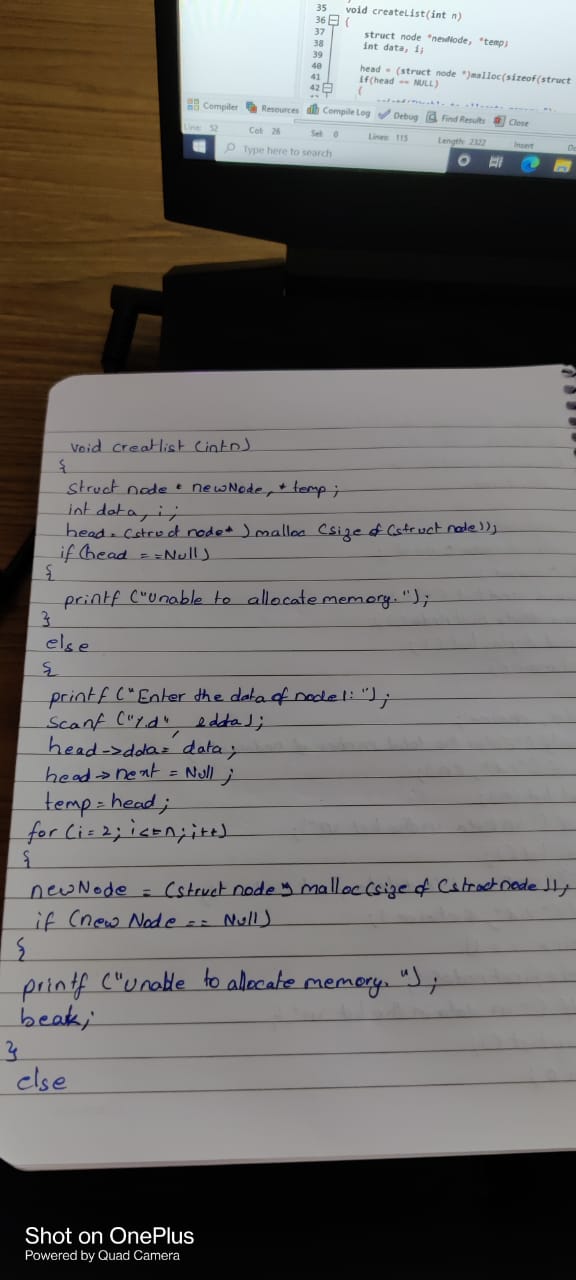 35
36 void createList(int n)
37 {
38 struct node *newNode, *temp;
39 int data, i;
40 head = (struct node *)malloc(sizeof(struct
41 if(head == NULL)
42 {
Compiler Resources Compile Log Debug Find Results Close
Line: 52 Col: 26 Sel: 0 Lines: 115 Length: 2322 Insert
Type here to search
void creatlist (intn)
{
struct node * newNode, * temp;
int data, i;
head = (struct node*) malloc (size of (struct node));
if (head == Null)
{
printf ("Unable to allocate memory.");
}
else
{
printf ("Enter the data of node 1: ");
scanf ("%d", &data);
head -> data = data;
head -> next = Null;
temp = head;
for (i = 2; i <= n; i++)
{
newNode = (struct node *) malloc (size of (struct node));
if (new Node == Null)
{
printf ("Unable to allocate memory. ");
beak;
}
else
Shot on OnePlus
Powered by Quad Camera